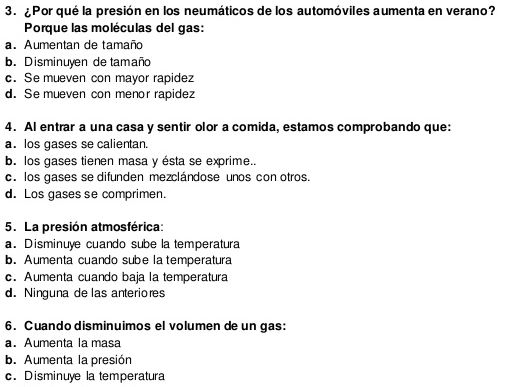 3. ¿Por qué la presión en los neumáticos de los automóviles aumenta en verano?
Porque las moléculas del gas:
a. Aumentan de tamaño
b. Disminuyen de tamaño
c. Se mueven con mayor rapidez
d. Se mueven con menor rapidez
4. Al entrar a una casa y sentir olor a comida, estamos comprobando que:
a. los gases se calientan.
b. los gases tienen masa y ésta se exprime..
c. los gases se difunden mezclándose unos con otros.
d. Los gases se comprimen.
5. La presión atmosférica:
a. Disminuye cuando sube la temperatura
b. Aumenta cuando sube la temperatura
c. Aumenta cuando baja la temperatura
d. Ninguna de las anteriores
6. Cuando disminuimos el volumen de un gas:
a. Aumenta la masa
b. Aumenta la presión
c. Disminuye la temperatura